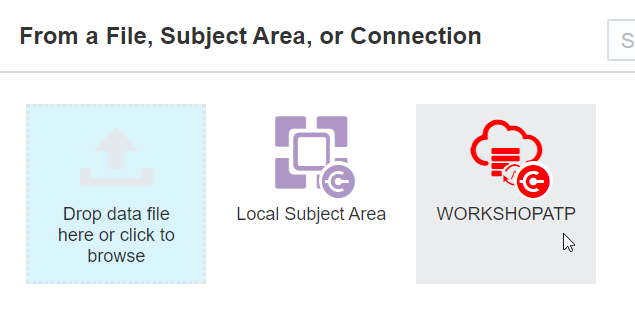 From a File, Subject Area, or Connection
S
Drop data file
here or click to
browse
Local Subject Area
WORKSHOPATP